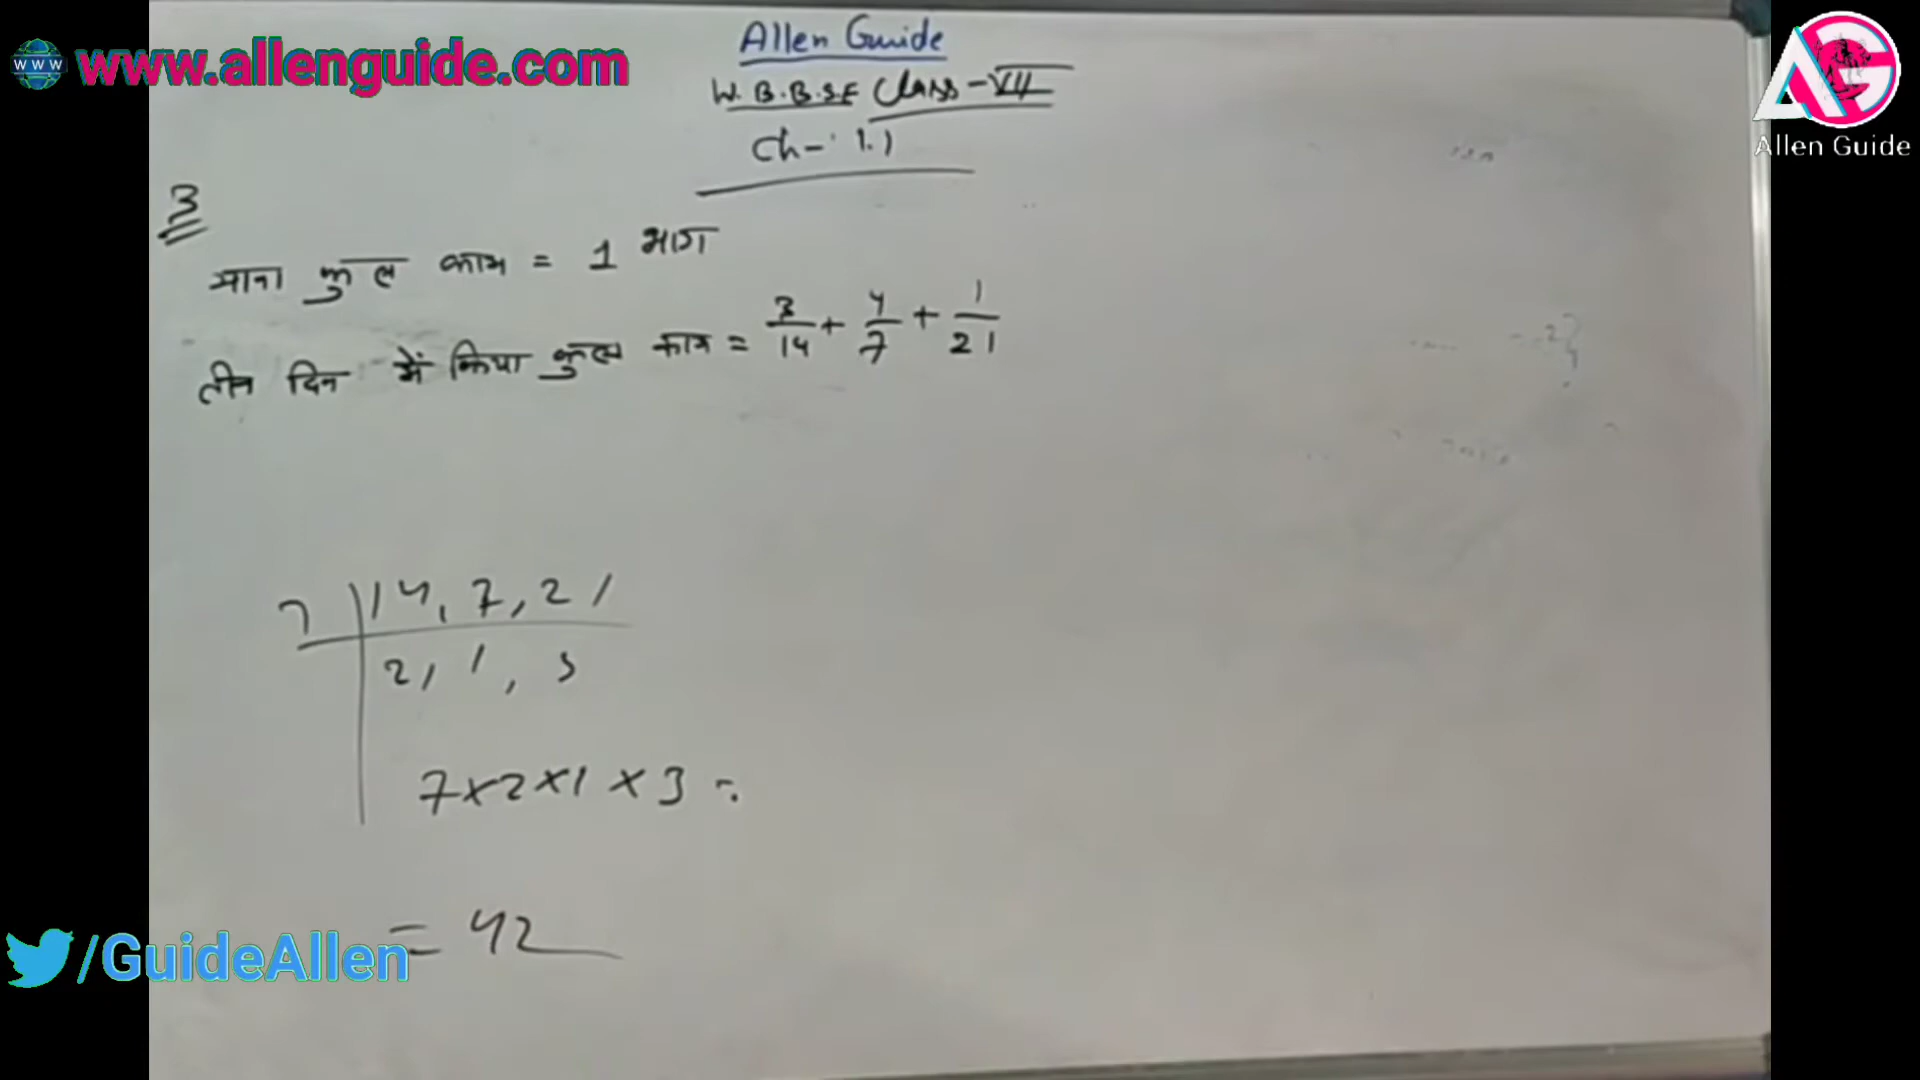 www.allenguide.com
Allen Guide
W.B.B.S.E Class-VII
Ch- 1.1
Allen Guide
3
माना कुल काम = 1 भाग
तीन दिन में किया कुल काम = 3/14 + 4/7 + 1/21
7 | 14, 7, 21
2, 1, 3
7×2×1×3 =
= 42
/GuideAllen